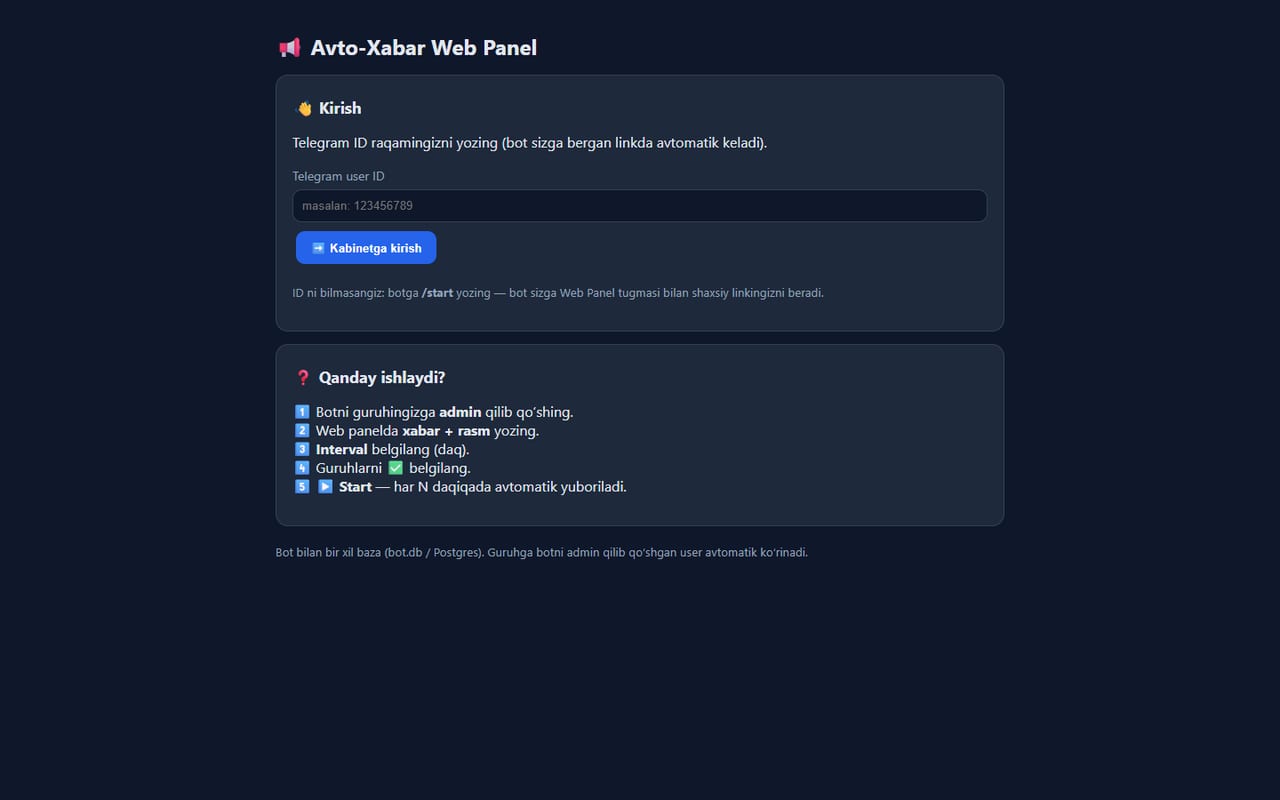 📢 Avto-Xabar Web Panel
👋 Kirish
Telegram ID raqamingizni yozing (bot sizga bergan linkda avtomatik keladi).
Telegram user ID
masalan: 123456789
➡️ Kabinetga kirish
ID ni bilmasangiz: botga /start yozing — bot sizga Web Panel tugmasi bilan shaxsiy linkingizni beradi.
❓ Qanday ishlaydi?
1️⃣ Botni guruhingizga admin qilib qo‘shing.
2️⃣ Web panelda xabar + rasm yozing.
3️⃣ Interval belgilang (daq).
4️⃣ Guruhlarni ✅ belgilang.
5️⃣ ▶️ Start — har N daqiqada avtomatik yuboriladi.
Bot bilan bir xil baza (bot.db / Postgres). Guruhga botni admin qilib qo‘shgan user avtomatik ko‘rinadi.